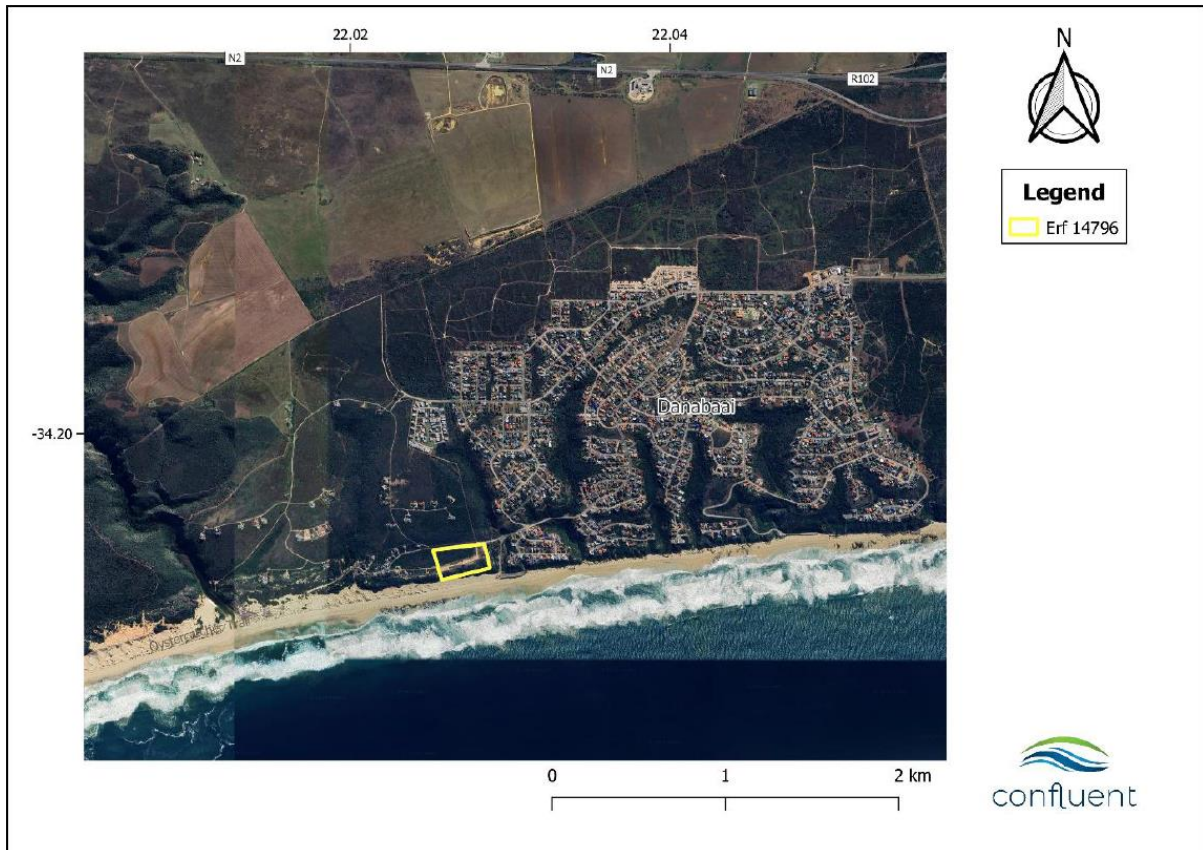 22.02
22.04
N
N2
N2
R102
Legend
Erf 14796
Danabaai
-34.20
0
1
2 km
confluent